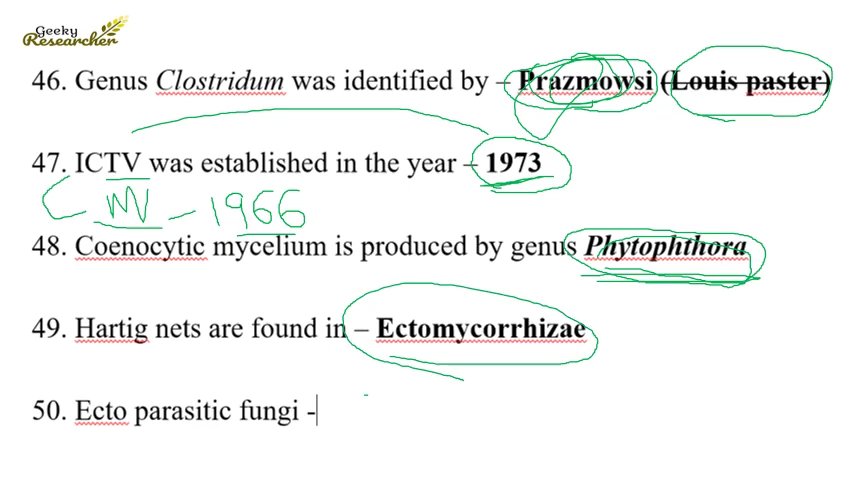 Geeky
Researcher
46. Genus Clostridum was identified by – Prazmowsi (Louis paster)
47. ICTV was established in the year – 1973
NV – 1966
48. Coenocytic mycelium is produced by genus Phytophthora
49. Hartig nets are found in – Ectomycorrhizae
50. Ecto parasitic fungi -